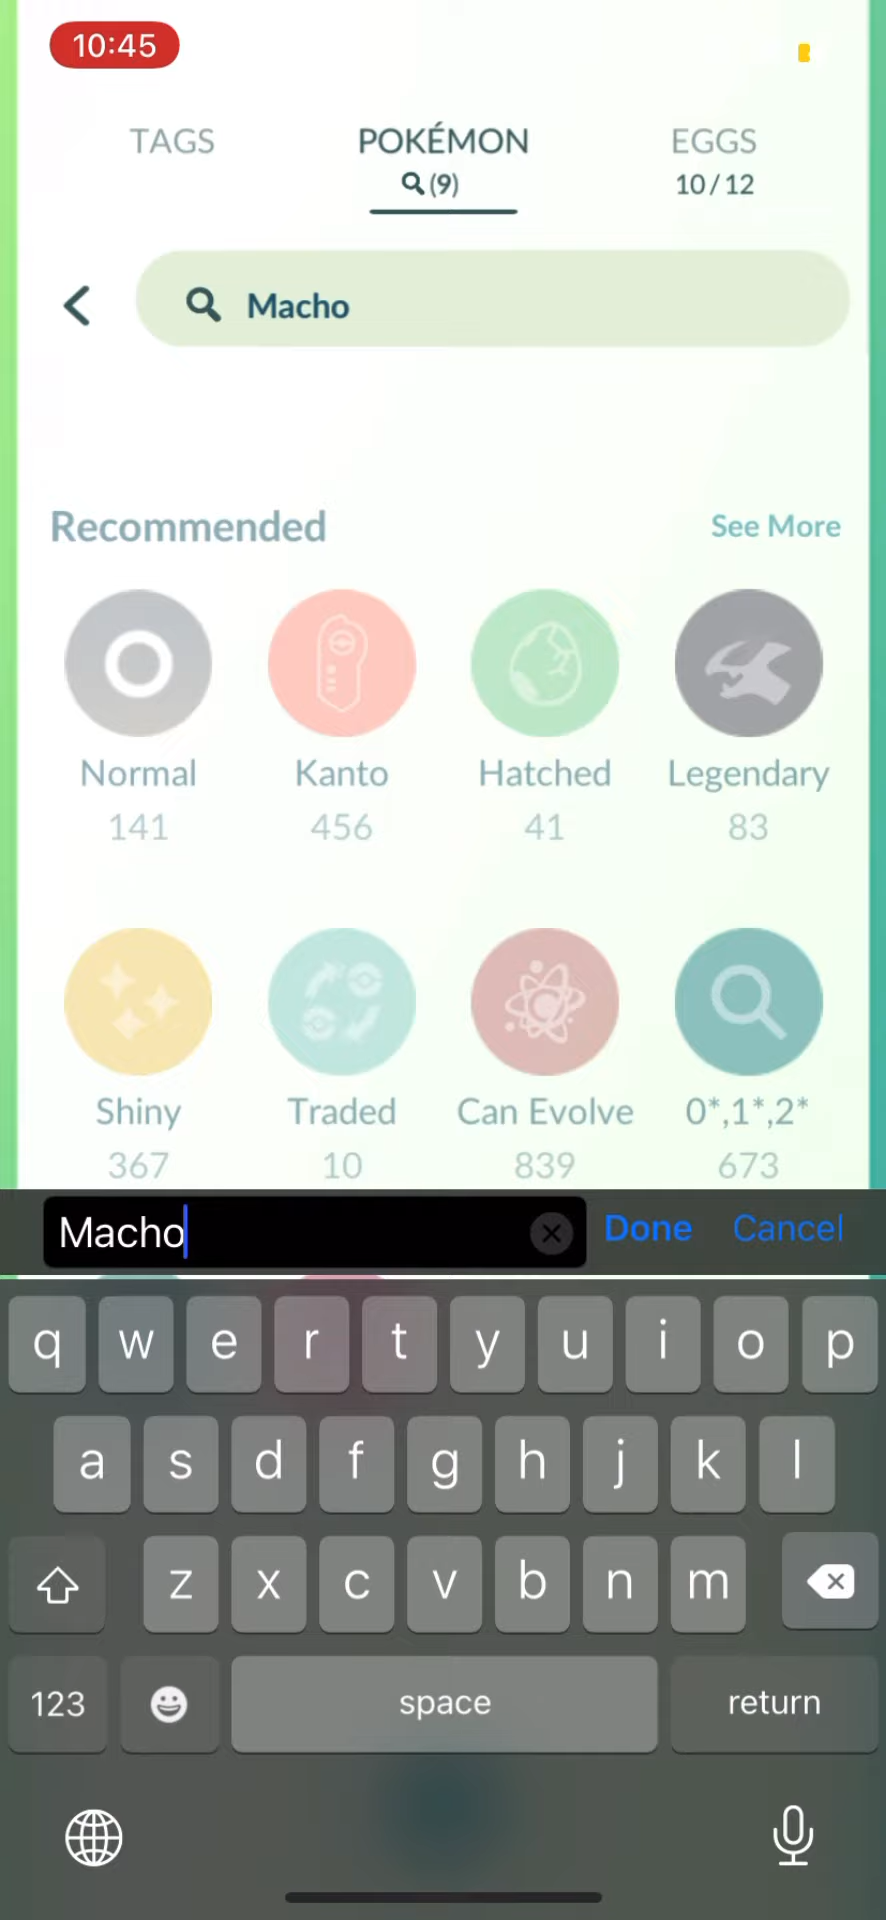 10:45
TAGS POKÉMON EGGS
(9) 10/12
Macho
Recommended See More
Normal Kanto Hatched Legendary
141 456 41 83
Shiny Traded Can Evolve 0*,1*,2*
367 10 839 673
Macho Done Cancel
q w e r t y u i o p
a s d f g h j k l
z x c v b n m
123 space return